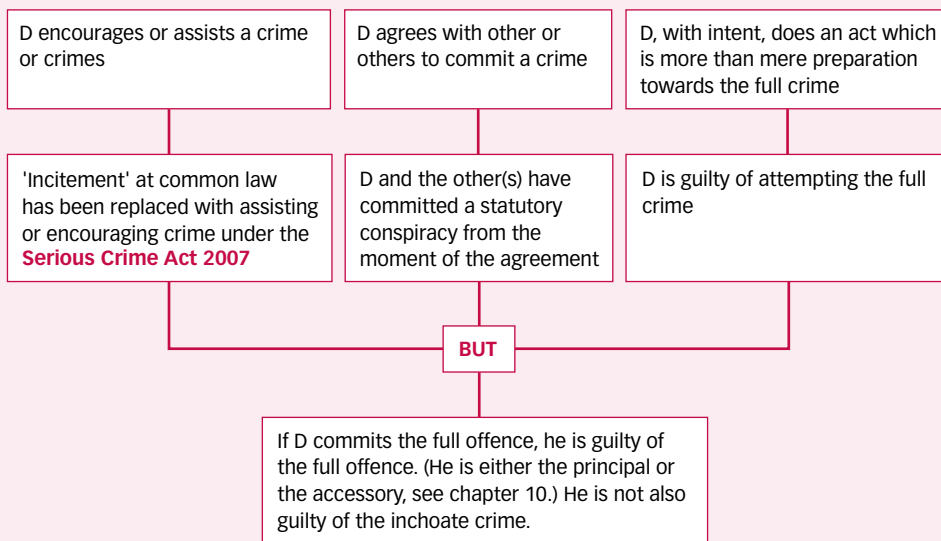 D encourages or assists a crime
or crimes
D agrees with other or
others to commit a crime
D, with intent, does an act which
is more than mere preparation
towards the full crime
'Incitement' at common law
has been replaced with assisting
or encouraging crime under the
Serious Crime Act 2007
D and the other(s) have
committed a statutory
conspiracy from the
moment of the agreement
D is guilty of attempting the full
crime
BUT
If D commits the full offence, he is guilty of
the full offence. (He is either the principal or
the accessory, see chapter 10.) He is not also
guilty of the inchoate crime.